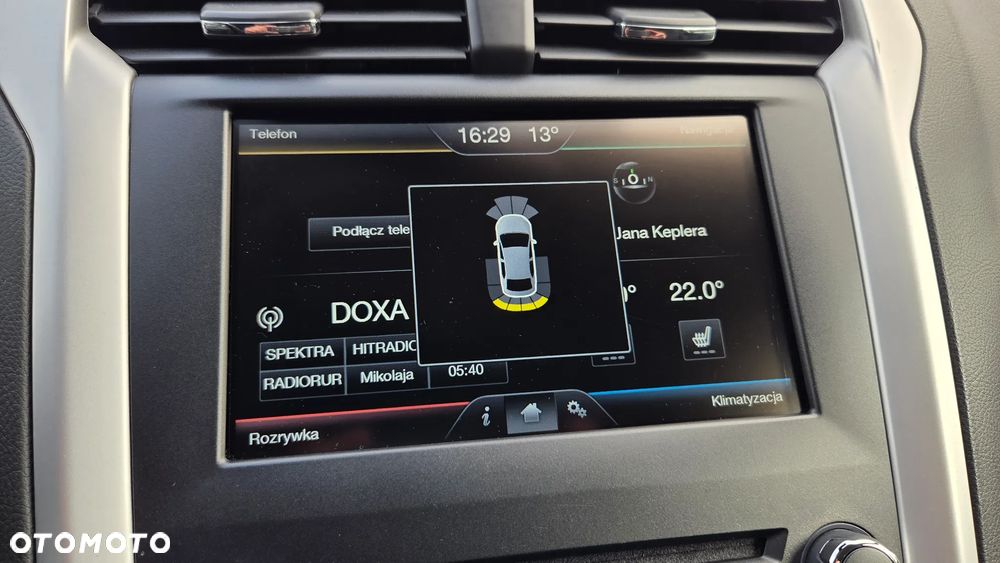 Telefon
16:29 13°
Nawigacja
S O N
Podłącz tele
Jana Keplera
DOXA
22.0°
SPEKTRA HITRADIO
RADIORUR Mikolaja 05:40
i
Rozrywka
Klimatyzacja
OTOMOTO